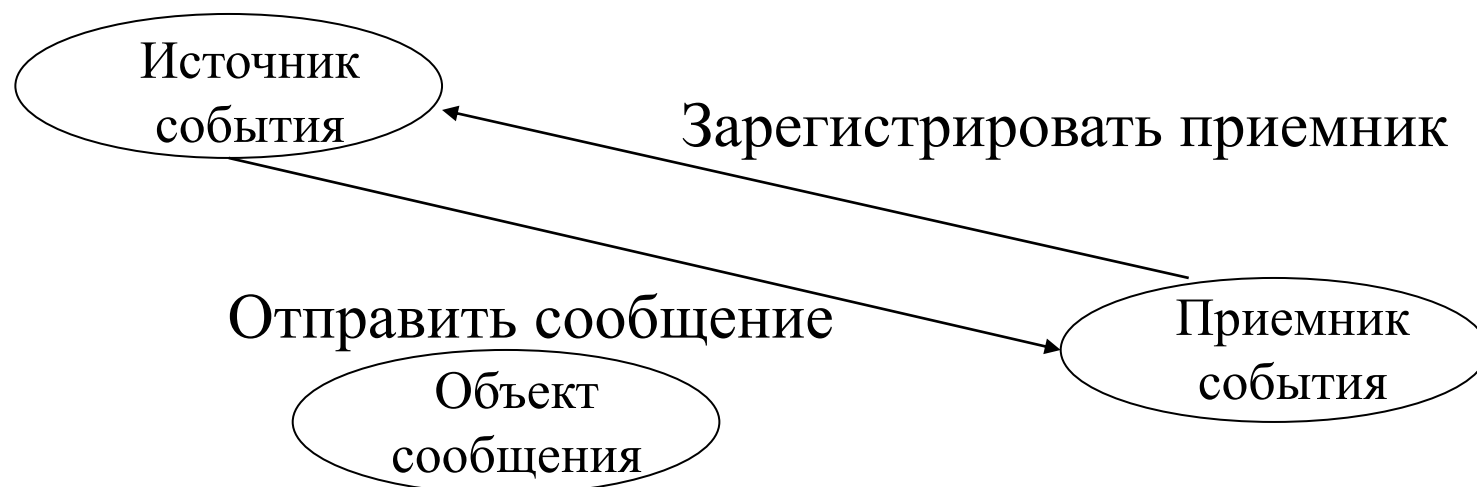 Источник
события
Зарегистрировать приемник
Отправить сообщение
Приемник
события
Объект
сообщения